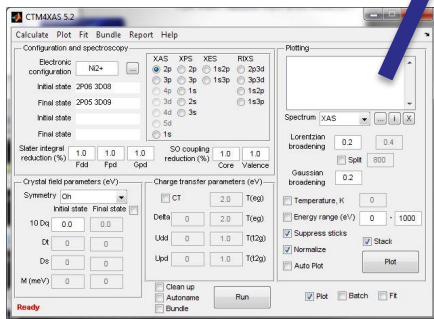 CTM4XAS 5.2
Calculate Plot Fit Bundle Report Help
Configuration and spectroscopy
Electronic configuration Ni2+ ...
Initial state 2P06 3D08
Final state 2P05 3D09
Initial state
Final state
XAS XPS XES RIXS
2p 2p 1s2p 2p3d
3p 3p 1s3p 3p3d
4p 1s 1s2p
3d 2s 1s3p
4d 3s
5d
1s
Slater integral reduction (%) 1.0 1.0 1.0
Fdd Fpd Gpd
SO coupling reduction (%) 1.0 1.0
Core Valence
Crystal field parameters (eV)
Symmetry Oh
Initial state Final state
10 Dq 0.0 0.0
Dt 0 0
Ds 0 0
M (meV) 0 0
Ready
Charge transfer parameters (eV)
CT 2.0 T(eg)
Delta 0 2.0 T(eg)
Udd 0 1.0 T(t2g)
Upd 0 1.0 T(t2g)
Clean up
Autoname
Bundle
Run
Plotting
Spectrum XAS ... i X
Lorentzian broadening 0.2 0.4
Split 800
Gaussian broadening 0.2
Temperature, K 0
Energy range (eV) 0 - 1000
Suppress sticks
Normalize
Auto Plot
Stack
Plot
Plot Batch Fit